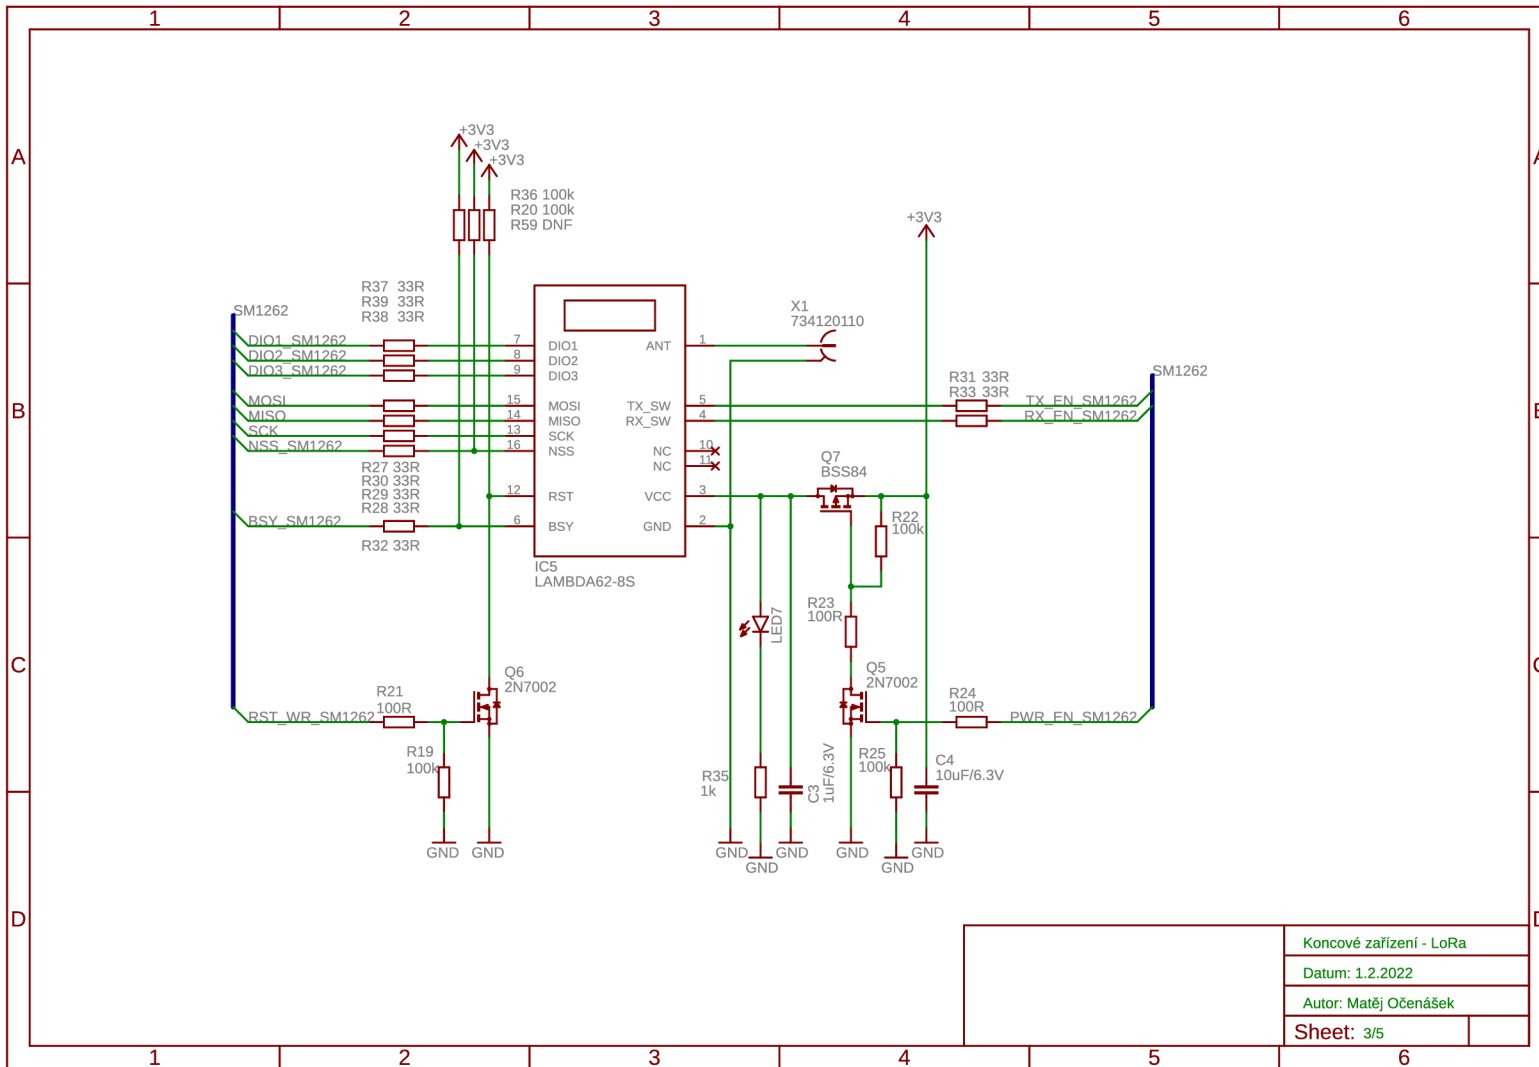 1 2 3 4 5 6
A
+3V3
+3V3
+3V3
R36 100k
R20 100k
R59 DNF
+3V3
R37 33R
R39 33R
R38 33R
SM1262
X1
734120110
DIO1_SM1262 7 DIO1 ANT 1
DIO2_SM1262 8 DIO2
DIO3_SM1262 9 DIO3
SM1262
R31 33R
R33 33R
B
MOSI 15 MOSI TX_SW 5 TX_EN_SM1262
MISO 14 MISO RX_SW 4 RX_EN_SM1262
SCK 13 SCK
NSS_SM1262 16 NSS NC 10
NC 11
R27 33R
R30 33R
R29 33R
R28 33R
Q7
BSS84
12 RST VCC 3
BSY_SM1262 6 BSY GND 2
R22
100k
R32 33R
IC5
LAMBDA62-8S
R23
100R
LED7
C
Q6
2N7002
Q5
2N7002
R21
100R
R24
100R
RST_WR_SM1262
PWR_EN_SM1262
R19
100k
R35
1k
C3
1uF/6.3V
R25
100k
C4
10uF/6.3V
GND GND GND GND GND GND
GND GND
D
Koncové zařízení - LoRa
Datum: 1.2.2022
Autor: Matěj Očenášek
Sheet: 3/5
1 2 3 4 5 6